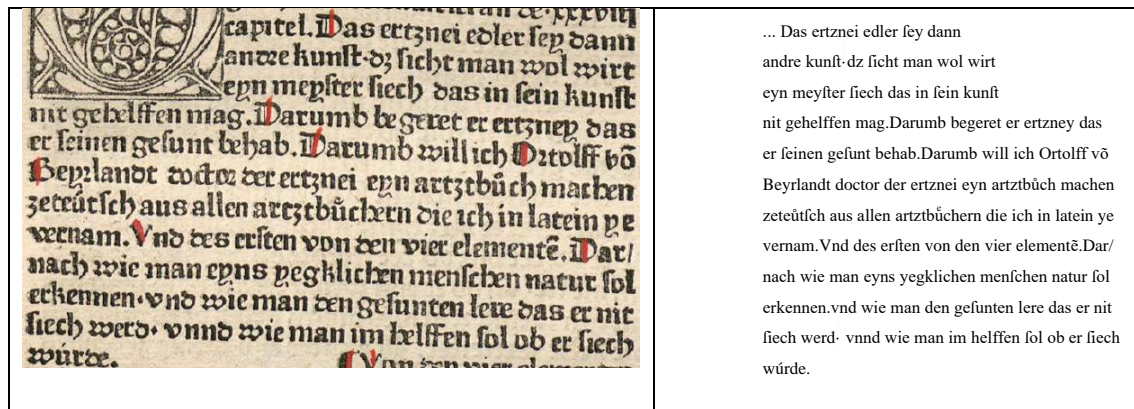 de·xxxviij
capitel.Das ertznei edler ſey dann
andre kunſt·dz ſicht man wol wirt
eyn meyſter ſiech das in ſein kunſt
nit gehelffen mag.Darumb begeret er ertzney das
er ſeinen geſunt behab.Darumb will ich Ortolff võ
Beyrlandt doctor der ertznei eyn artztbůch machen
zeteůtſch aus allen artztbůchern die ich in latein ye
vernam.Vnd des erſten von den vier elementẽ.Dar/
nach wie man eyns yegklichen menſchen natur ſol
erkennen·vnd wie man den geſunten lere das er nit
ſiech werd· vnnd wie man im helffen ſol ob er ſiech
wúrde.
Von den vier elementen
... Das ertznei edler ſey dann
andre kunſt·dz ſicht man wol wirt
eyn meyſter ſiech das in ſein kunſt
nit gehelffen mag.Darumb begeret er ertzney das
er ſeinen geſunt behab.Darumb will ich Ortolff võ
Beyrlandt doctor der ertznei eyn artztbůch machen
zeteůtſch aus allen artztbuͤchern die ich in latein ye
vernam.Vnd des erſten von den vier elementẽ.Dar/
nach wie man eyns yegklichen menſchen natur ſol
erkennen.vnd wie man den geſunten lere das er nit
ſiech werd· vnnd wie man im helffen ſol ob er ſiech
wúrde.